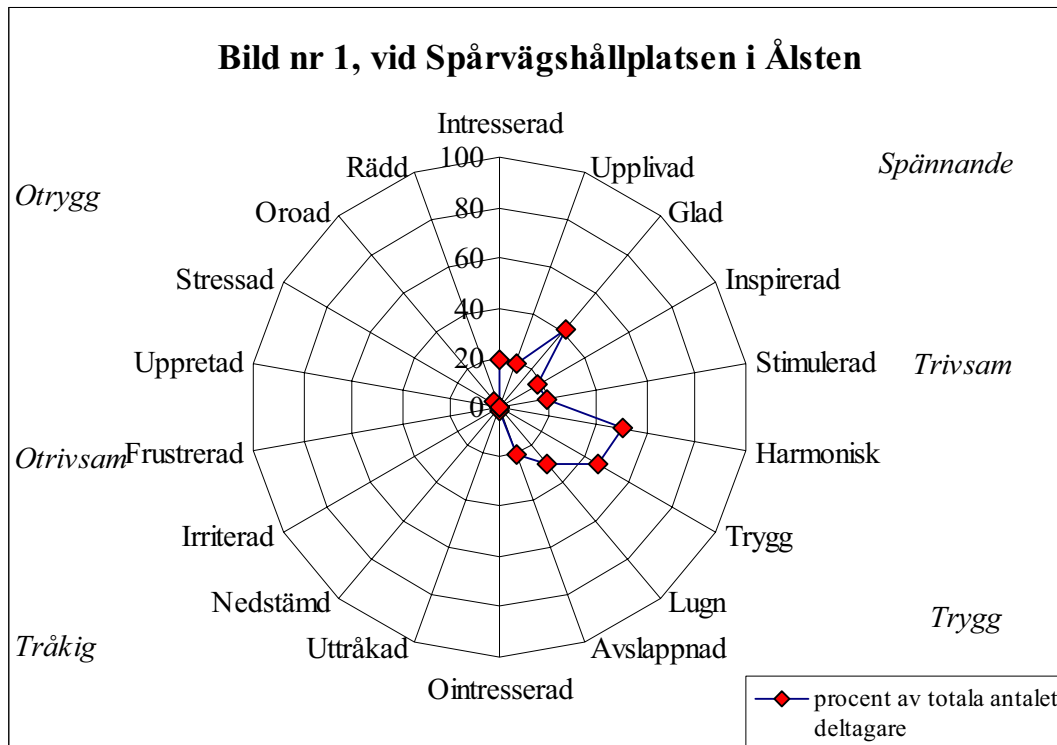 Bild nr 1, vid Spårvägshållplatsen i Ålsten
Intresserad
Upplivad
Glad
Inspirerad
Stimulerad
Harmonisk
Trygg
Lugn
Avslappnad
Ointresserad
Uttråkad
Nedstämd
Irriterad
Frustrerad
Uppretad
Stressad
Oroad
Rädd
100
80
60
40
20
0
Otrygg
Spännande
Otrivsam
Trivsam
Tråkig
Trygg
procent av totala antalet
deltagare